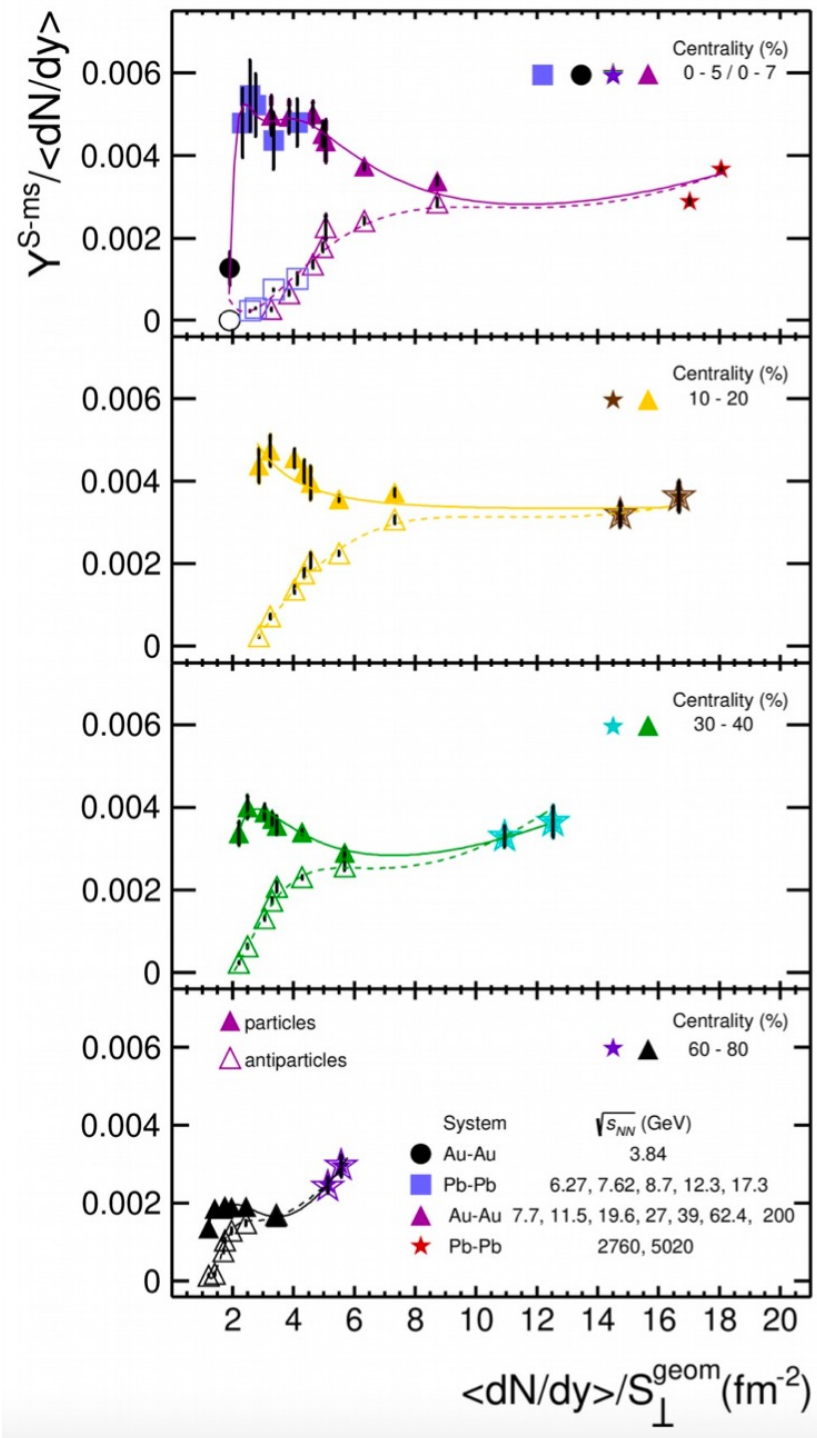 Y^S-ms/<dN/dy>
Centrality (%)
0 - 5 / 0 - 7
0.006
0.004
0.002
0
Centrality (%)
10 - 20
0.006
0.004
0.002
0
Centrality (%)
30 - 40
0.006
0.004
0.002
0
particles
antiparticles
Centrality (%)
60 - 80
0.006
0.004
0.002
0
System √s_NN (GeV)
Au-Au 3.84
Pb-Pb 6.27, 7.62, 8.7, 12.3, 17.3
Au-Au 7.7, 11.5, 19.6, 27, 39, 62.4, 200
Pb-Pb 2760, 5020
2 4 6 8 10 12 14 16 18 20
<dN/dy>/S_⊥^geom(fm^-2)